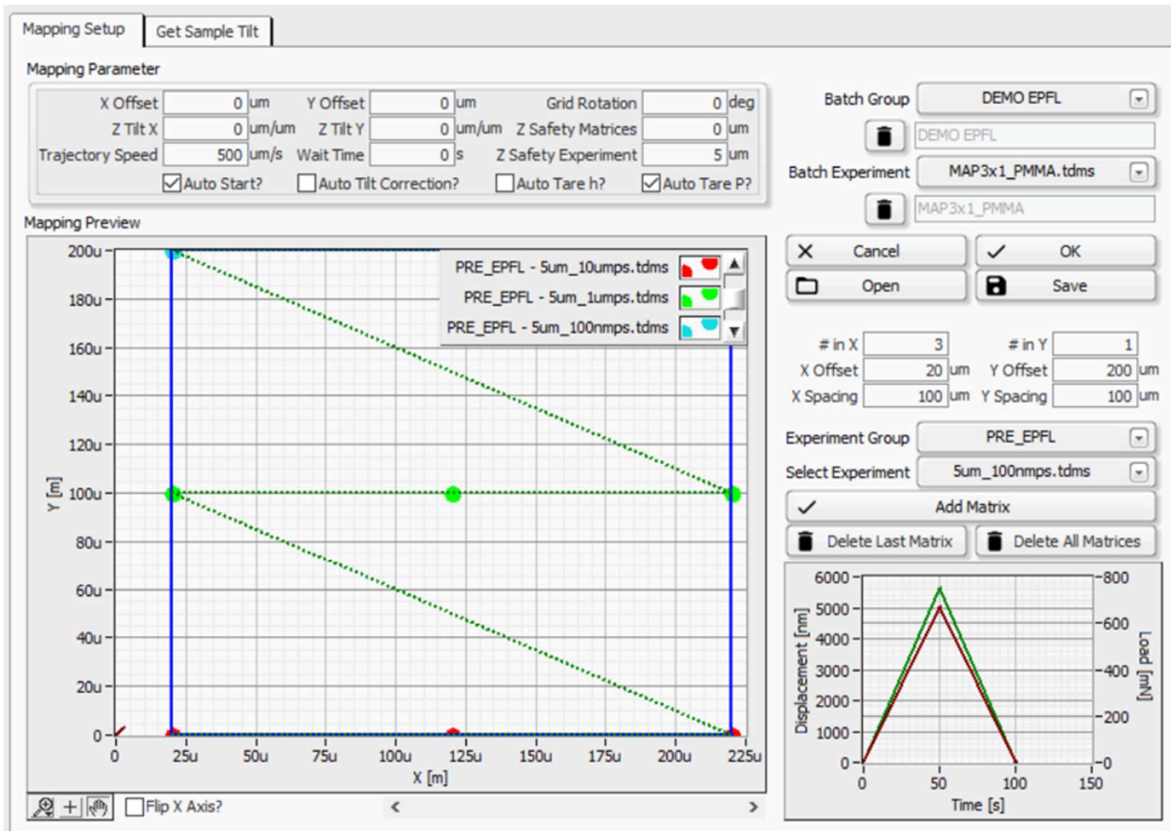 Mapping Setup Get Sample Tilt
Mapping Parameter
X Offset 0 um Y Offset 0 um Grid Rotation 0 deg
Z Tilt X 0 um/um Z Tilt Y 0 um/um Z Safety Matrices 0 um
Trajectory Speed 500 um/s Wait Time 0 s Z Safety Experiment 5 um
Auto Start? Auto Tilt Correction? Auto Tare h? Auto Tare P?
Batch Group DEMO EPFL
DEMO EPFL
Batch Experiment MAP3x1_PMMA.tdms
MAP3x1_PMMA
Cancel OK
Open Save
# in X 3 # in Y 1
X Offset 20 um Y Offset 200 um
X Spacing 100 um Y Spacing 100 um
Experiment Group PRE_EPFL
Select Experiment 5um_100nmps.tdms
Add Matrix
Delete Last Matrix Delete All Matrices
Mapping Preview
PRE_EPFL - 5um_10umps.tdms
PRE_EPFL - 5um_1umps.tdms
PRE_EPFL - 5um_100nmps.tdms
200u
180u
160u
140u
120u
100u
80u
60u
40u
20u
0
Y [m]
0 25u 50u 75u 100u 125u 150u 175u 200u 225u
X [m]
Flip X Axis?
6000
5000
4000
3000
2000
1000
0
Displacement [nm]
800
600
400
200
0
Load [mN]
0 50 100 150
Time [s]